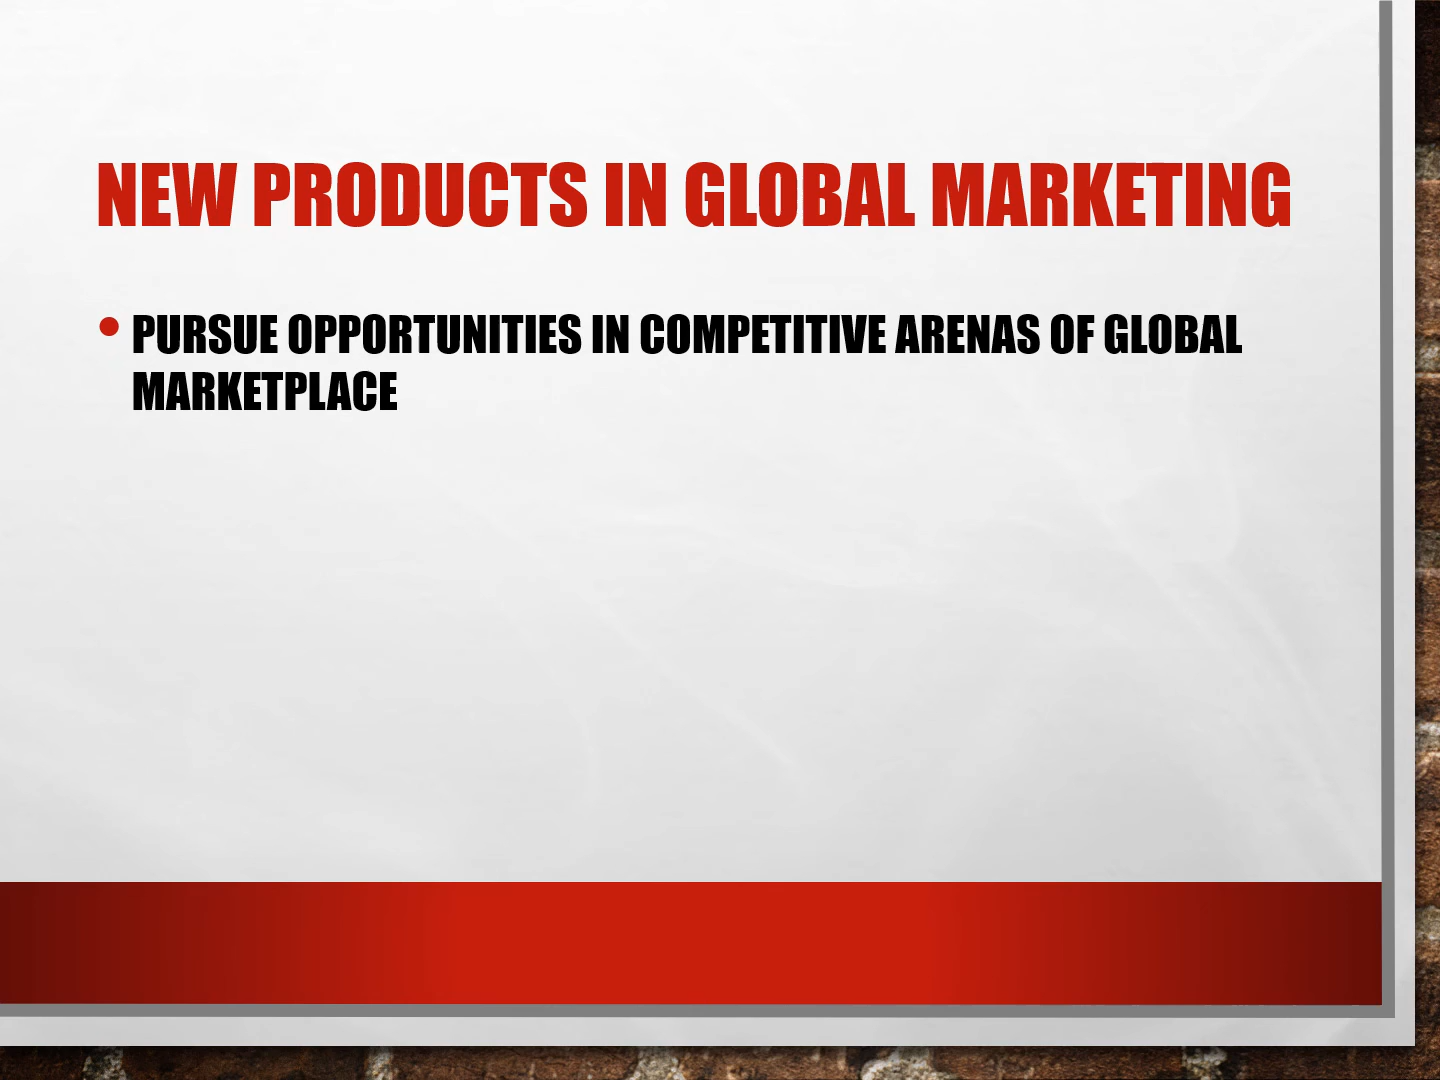 NEW PRODUCTS IN GLOBAL MARKETING
• PURSUE OPPORTUNITIES IN COMPETITIVE ARENAS OF GLOBAL
MARKETPLACE